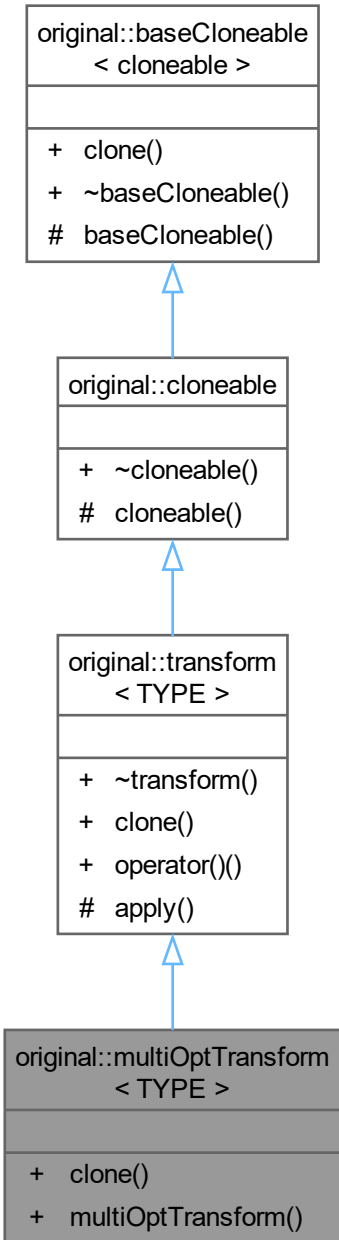 original::baseCloneable
< cloneable >
+ clone()
+ ~baseCloneable()
# baseCloneable()
original::cloneable
+ ~cloneable()
# cloneable()
original::transform
< TYPE >
+ ~transform()
+ clone()
+ operator()()
# apply()
original::multiOptTransform
< TYPE >
+ clone()
+ multiOptTransform()